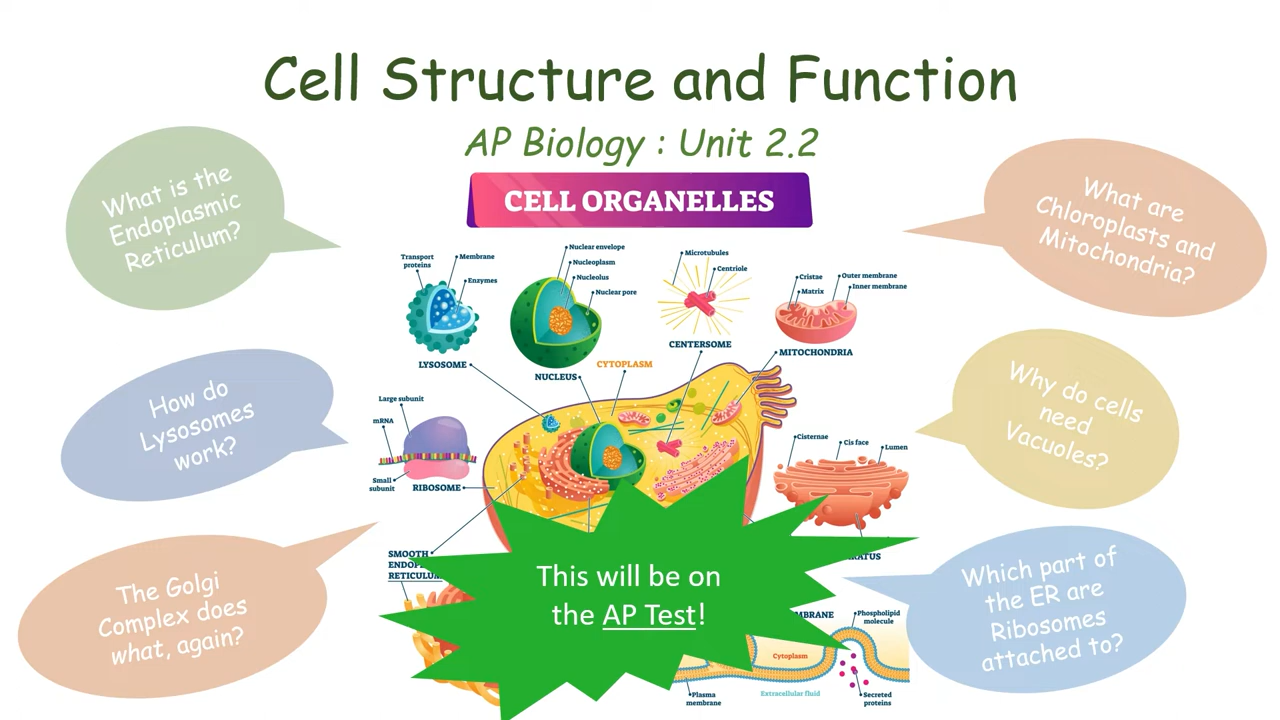 Cell Structure and Function
AP Biology : Unit 2.2
CELL ORGANELLES
What is the
Endoplasmic
Reticulum?
What are
Chloroplasts and
Mitochondria?
Transport
proteins
Membrane
Enzymes
LYSOSOME
Nuclear envelope
Nucleoplasm
Nucleolus
Nuclear pore
NUCLEUS
CYTOPLASM
Microtubules
Centriole
CENTERSOME
Cristae
Matrix
Outer membrane
Inner membrane
MITOCHONDRIA
How do
Lysosomes
work?
Why do cells
need
Vacuoles?
Large subunit
mRNA
Small
subunit
RIBOSOME
Cisternae
Cis face
Lumen
SMOOTH
RETICULUM
This will be on
the AP Test!
The Golgi
Complex does
what, again?
Which part of
the ER are
Ribosomes
attached to?
Phospholipid
molecule
Cytoplasm
Plasma
membrane
Extracellular fluid
Secreted
proteins